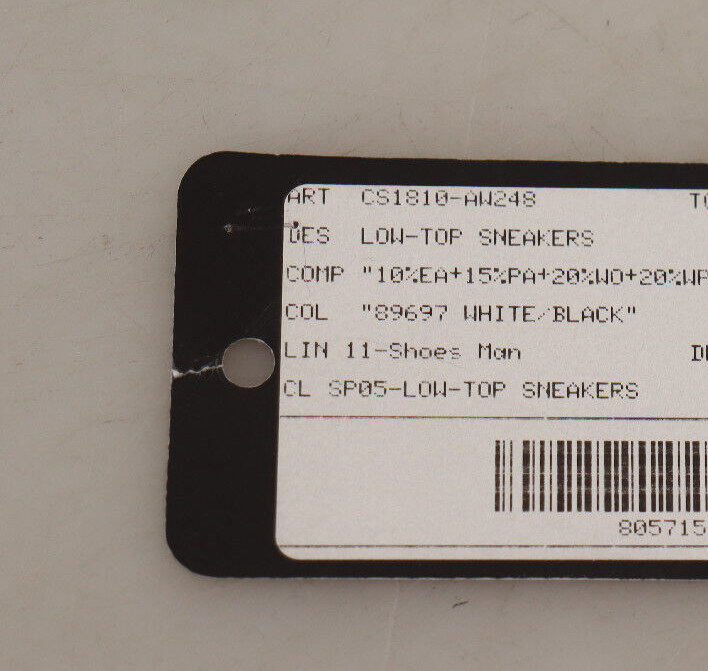 ART CS1810-AW248
DES LOW-TOP SNEAKERS
COMP "10%EA+15%PA+20%WO+20%WP
COL "89697 WHITE/BLACK"
LIN 11-Shoes Man
CL SP05-LOW-TOP SNEAKERS
805715